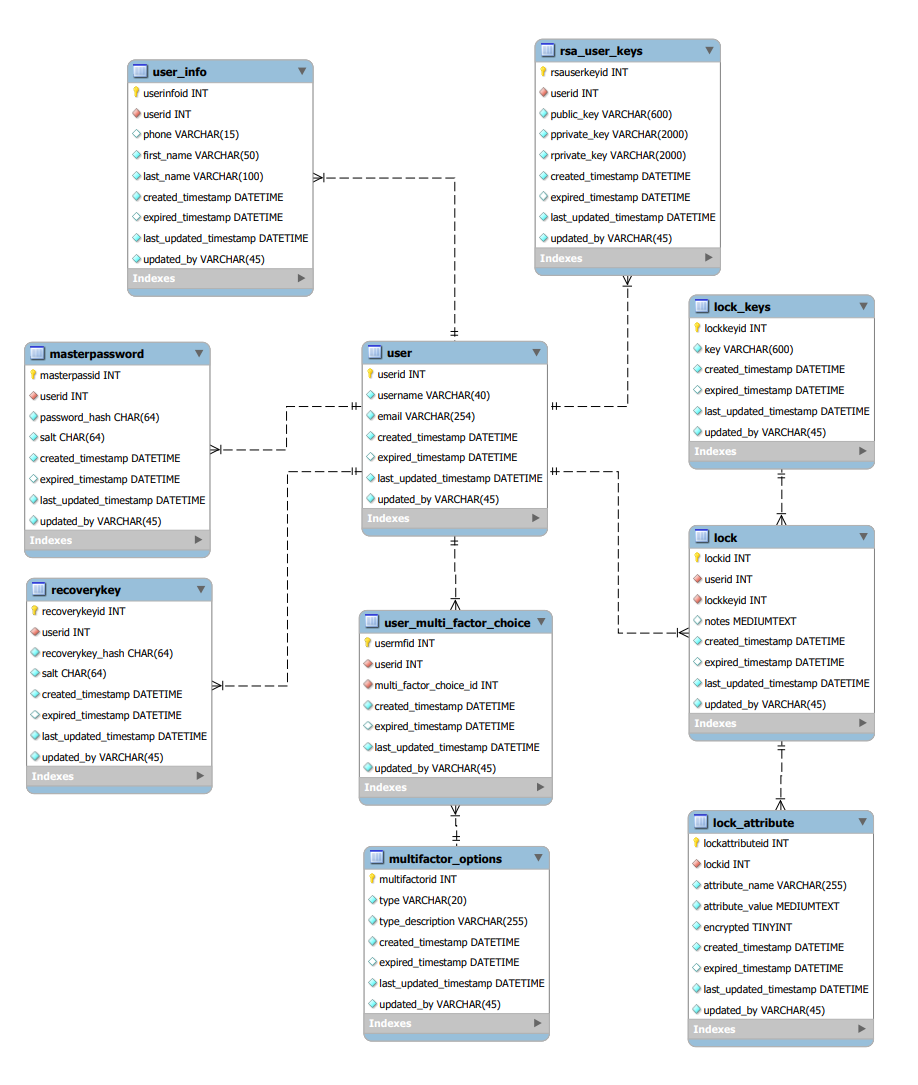 user_info
userinfoid INT
userid INT
phone VARCHAR(15)
first_name VARCHAR(50)
last_name VARCHAR(100)
created_timestamp DATETIME
expired_timestamp DATETIME
last_updated_timestamp DATETIME
updated_by VARCHAR(45)
Indexes
rsa_user_keys
rsauserkeyid INT
userid INT
public_key VARCHAR(600)
pprivate_key VARCHAR(2000)
rprivate_key VARCHAR(2000)
created_timestamp DATETIME
expired_timestamp DATETIME
last_updated_timestamp DATETIME
updated_by VARCHAR(45)
Indexes
masterpassword
masterpassid INT
userid INT
password_hash CHAR(64)
salt CHAR(64)
created_timestamp DATETIME
expired_timestamp DATETIME
last_updated_timestamp DATETIME
updated_by VARCHAR(45)
Indexes
user
userid INT
username VARCHAR(40)
email VARCHAR(254)
created_timestamp DATETIME
expired_timestamp DATETIME
last_updated_timestamp DATETIME
updated_by VARCHAR(45)
Indexes
lock_keys
lockkeyid INT
key VARCHAR(600)
created_timestamp DATETIME
expired_timestamp DATETIME
last_updated_timestamp DATETIME
updated_by VARCHAR(45)
Indexes
recoverykey
recoverykeyid INT
userid INT
recoverykey_hash CHAR(64)
salt CHAR(64)
created_timestamp DATETIME
expired_timestamp DATETIME
last_updated_timestamp DATETIME
updated_by VARCHAR(45)
Indexes
user_multi_factor_choice
usermfid INT
userid INT
multi_factor_choice_id INT
created_timestamp DATETIME
expired_timestamp DATETIME
last_updated_timestamp DATETIME
updated_by VARCHAR(45)
Indexes
lock
lockid INT
userid INT
lockkeyid INT
notes MEDIUMTEXT
created_timestamp DATETIME
expired_timestamp DATETIME
last_updated_timestamp DATETIME
updated_by VARCHAR(45)
Indexes
multifactor_options
multifactorid INT
type VARCHAR(20)
type_description VARCHAR(255)
created_timestamp DATETIME
expired_timestamp DATETIME
last_updated_timestamp DATETIME
updated_by VARCHAR(45)
Indexes
lock_attribute
lockattributeid INT
lockid INT
attribute_name VARCHAR(255)
attribute_value MEDIUMTEXT
encrypted TINYINT
created_timestamp DATETIME
expired_timestamp DATETIME
last_updated_timestamp DATETIME
updated_by VARCHAR(45)
Indexes